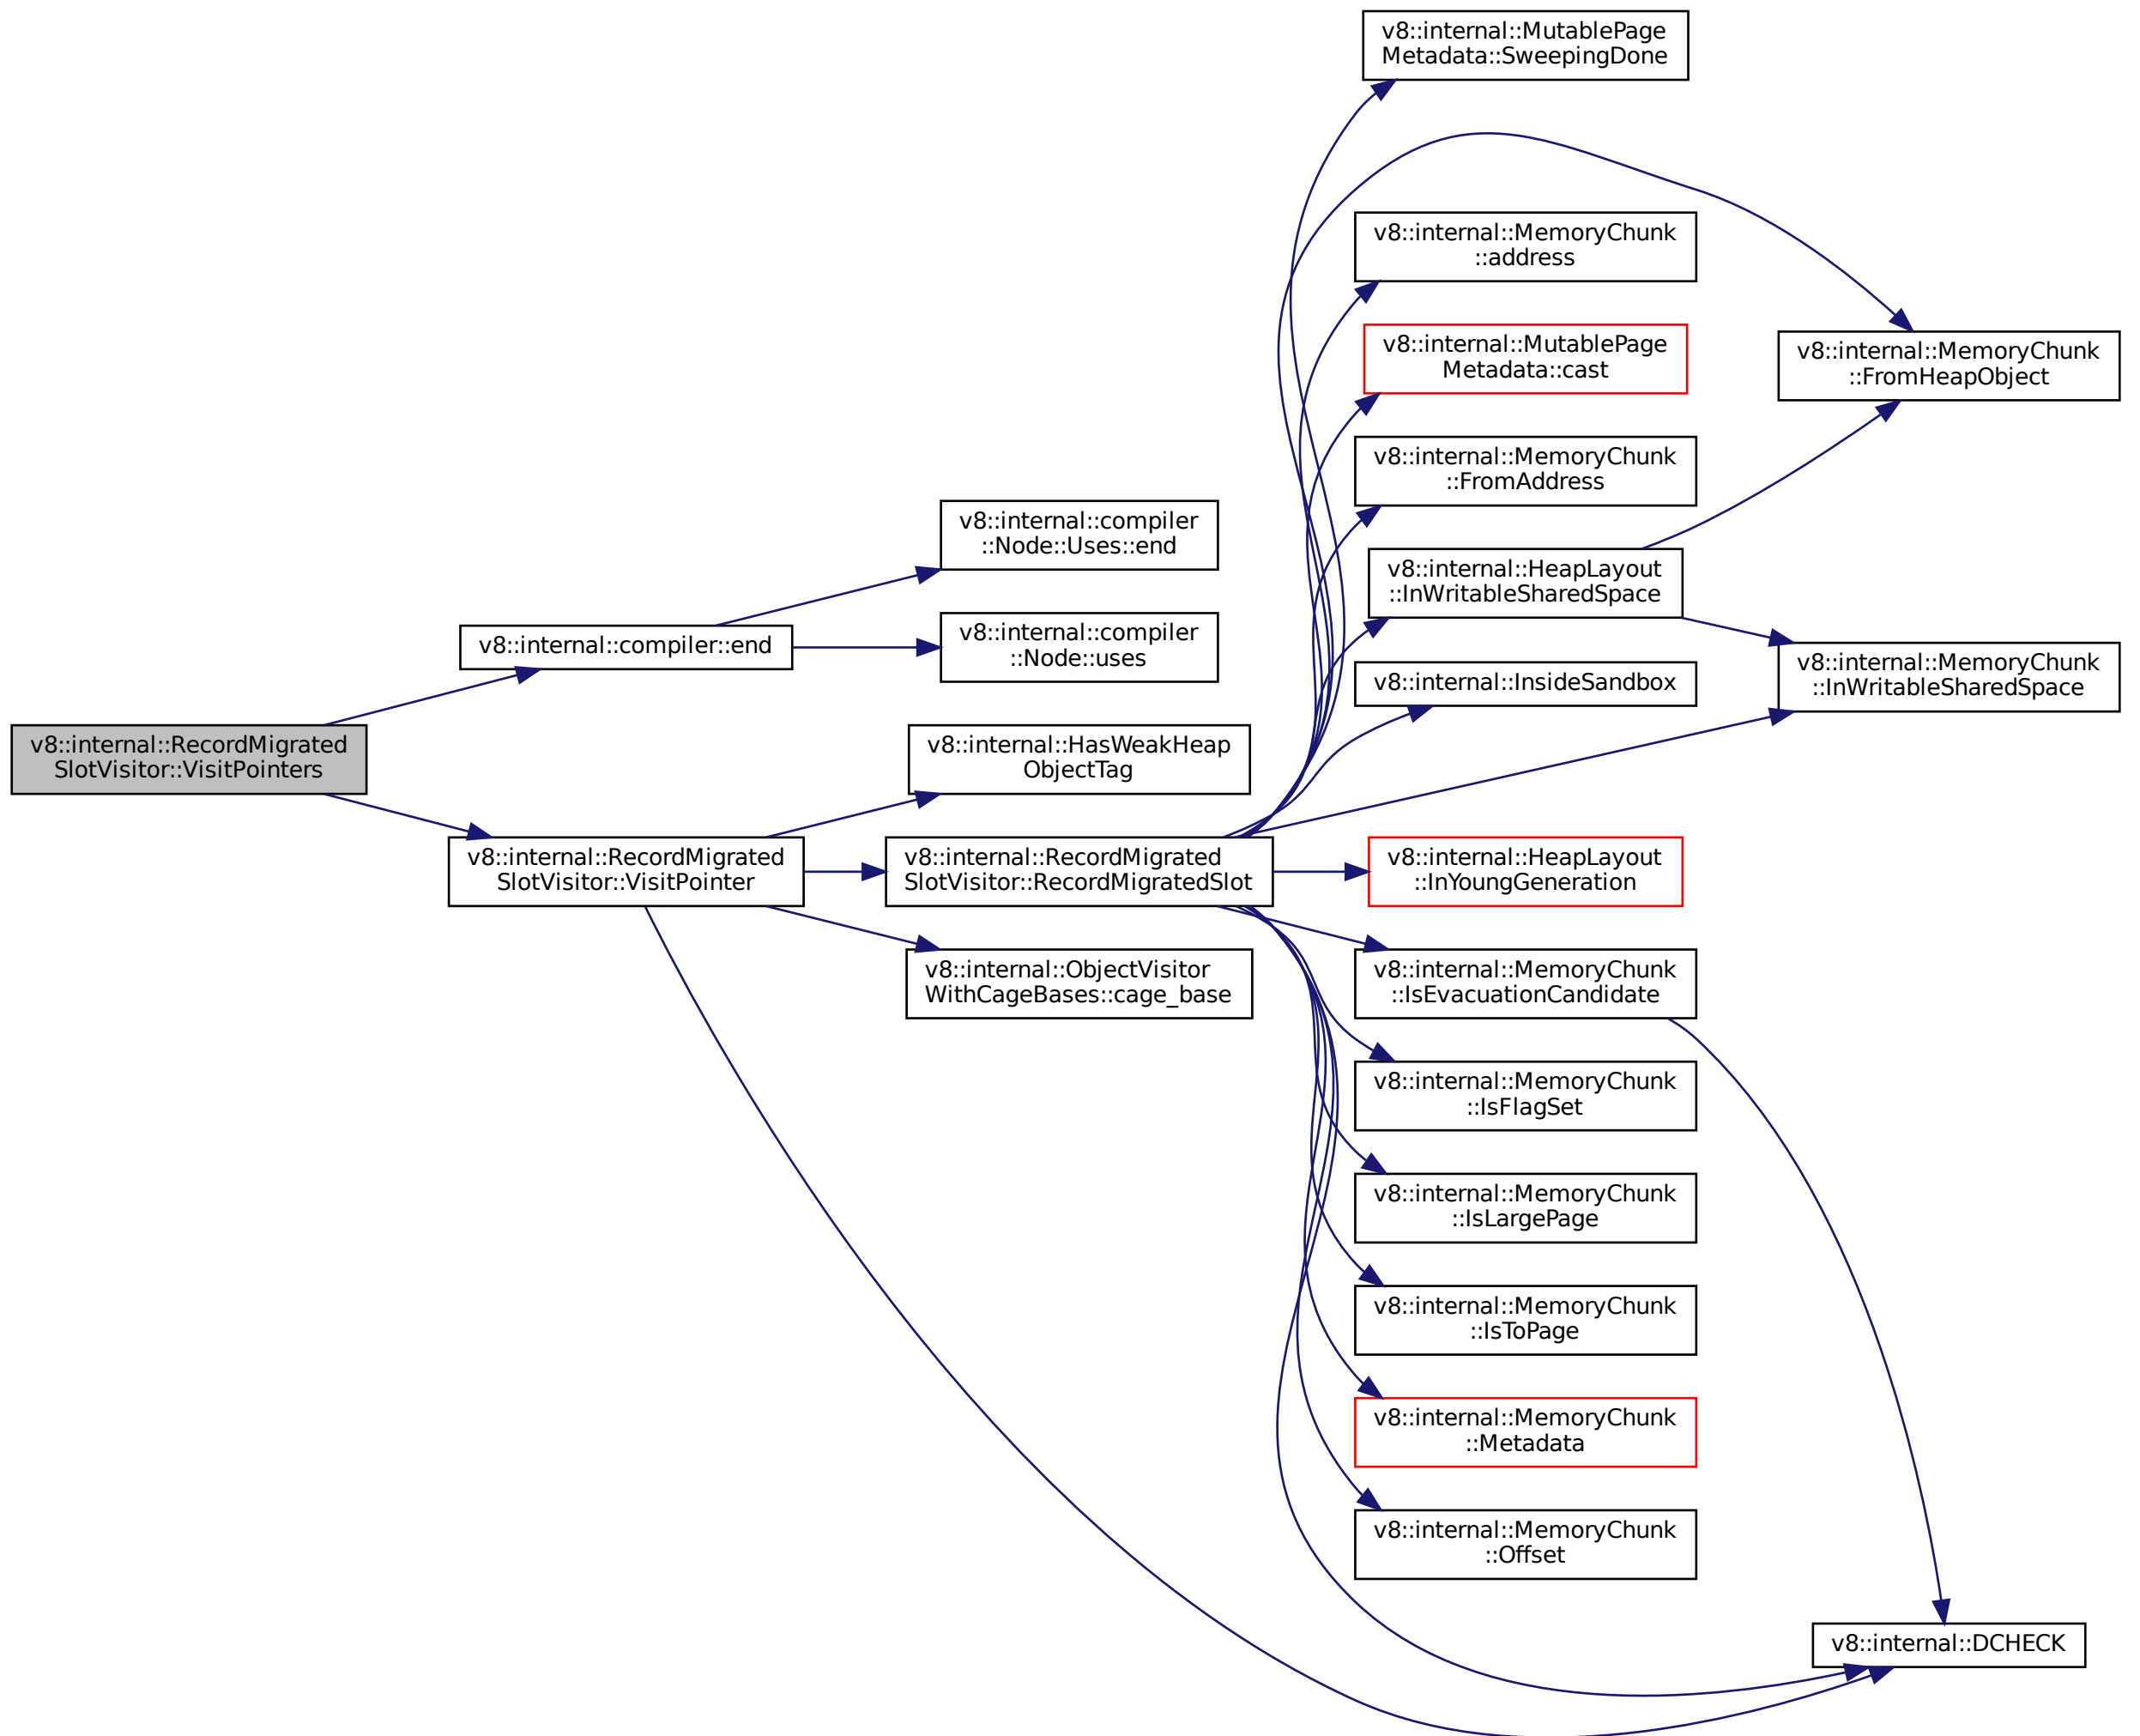 v8::internal::RecordMigrated
SlotVisitor::VisitPointers
v8::internal::compiler::end
v8::internal::compiler
::Node::Uses::end
v8::internal::compiler
::Node::uses
v8::internal::RecordMigrated
SlotVisitor::VisitPointer
v8::internal::HasWeakHeap
ObjectTag
v8::internal::RecordMigrated
SlotVisitor::RecordMigratedSlot
v8::internal::ObjectVisitor
WithCageBases::cage_base
v8::internal::MutablePage
Metadata::SweepingDone
v8::internal::MemoryChunk
::address
v8::internal::MutablePage
Metadata::cast
v8::internal::MemoryChunk
::FromAddress
v8::internal::HeapLayout
::InWritableSharedSpace
v8::internal::InsideSandbox
v8::internal::HeapLayout
::InYoungGeneration
v8::internal::MemoryChunk
::IsEvacuationCandidate
v8::internal::MemoryChunk
::IsFlagSet
v8::internal::MemoryChunk
::IsLargePage
v8::internal::MemoryChunk
::IsToPage
v8::internal::MemoryChunk
::Metadata
v8::internal::MemoryChunk
::Offset
v8::internal::MemoryChunk
::FromHeapObject
v8::internal::MemoryChunk
::InWritableSharedSpace
v8::internal::DCHECK